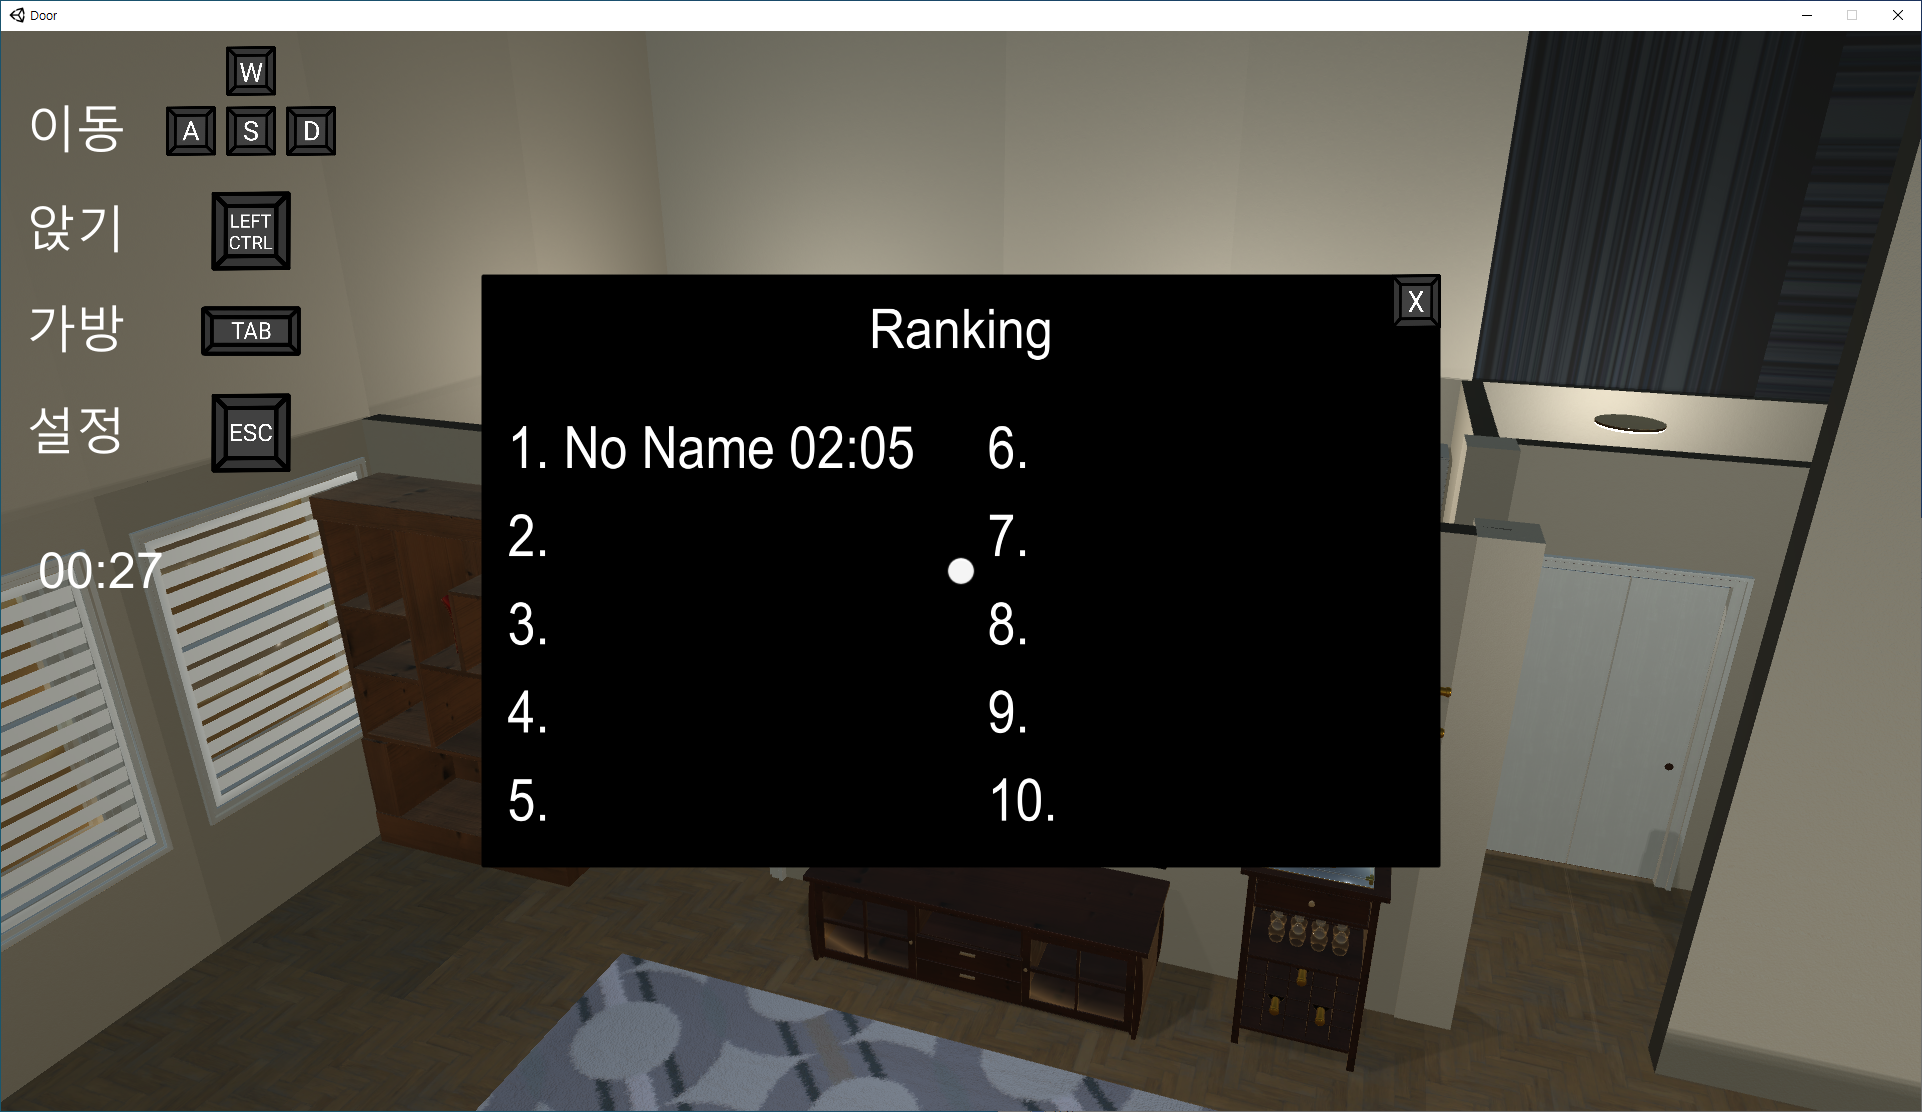 Door
W
이동 A S D
앉기 LEFT CTRL
가방 TAB
설정 ESC
00:27
X
Ranking
1. No Name 02:05
2.
3.
4.
5.
6.
7.
8.
9.
10.